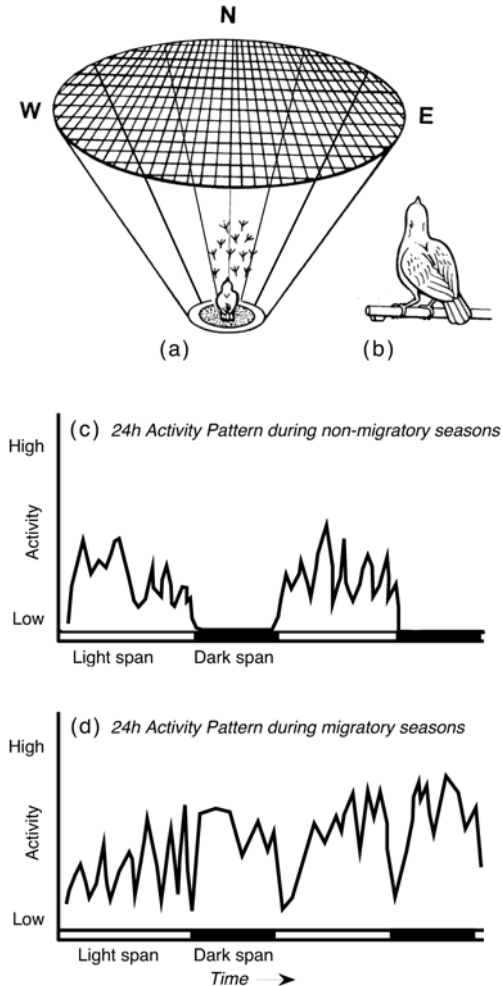 N
W
E
(a)
(b)
(c) 24h Activity Pattern during non-migratory seasons
High
Activity
Low
Light span Dark span
(d) 24h Activity Pattern during migratory seasons
High
Activity
Low
Light span Dark span
Time